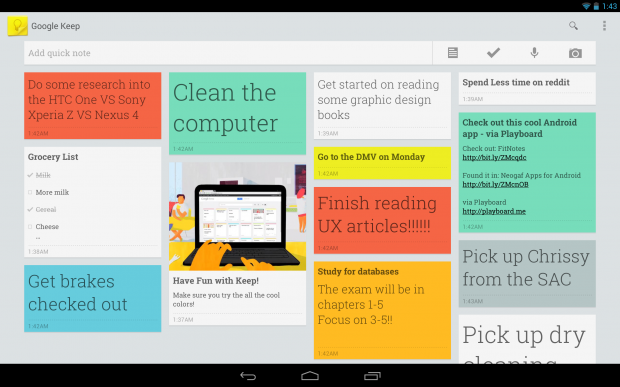 1:43
Google Keep
Add quick note
Do some research into
the HTC One VS Sony
Xperia Z VS Nexus 4
1:42AM
Grocery List
Milk
More milk
Cereal
Cheese
...
1:38AM
Get brakes
checked out
1:42AM
Clean the
computer
1:42AM
Have Fun with Keep!
Make sure you try the all the cool
colors!
1:37AM
Get started on reading
some graphic design
books
1:39AM
Go to the DMV on Monday
1:42AM
Finish reading
UX articles!!!!!!
1:42AM
Study for databases
The exam will be in
chapters 1-5
Focus on 3-5!!
1:42AM
Spend Less time on reddit
1:39AM
Check out this cool Android
app - via Playboard
Check out: FitNotes
http://bit.ly/ZMcqdc
Found it in: Neogal Apps for Android
http://bit.ly/ZMcnOB
via Playboard
http://playboard.me
1:42AM
Pick up Chrissy
from the SAC
1:43AM
Pick up dry
cleaning